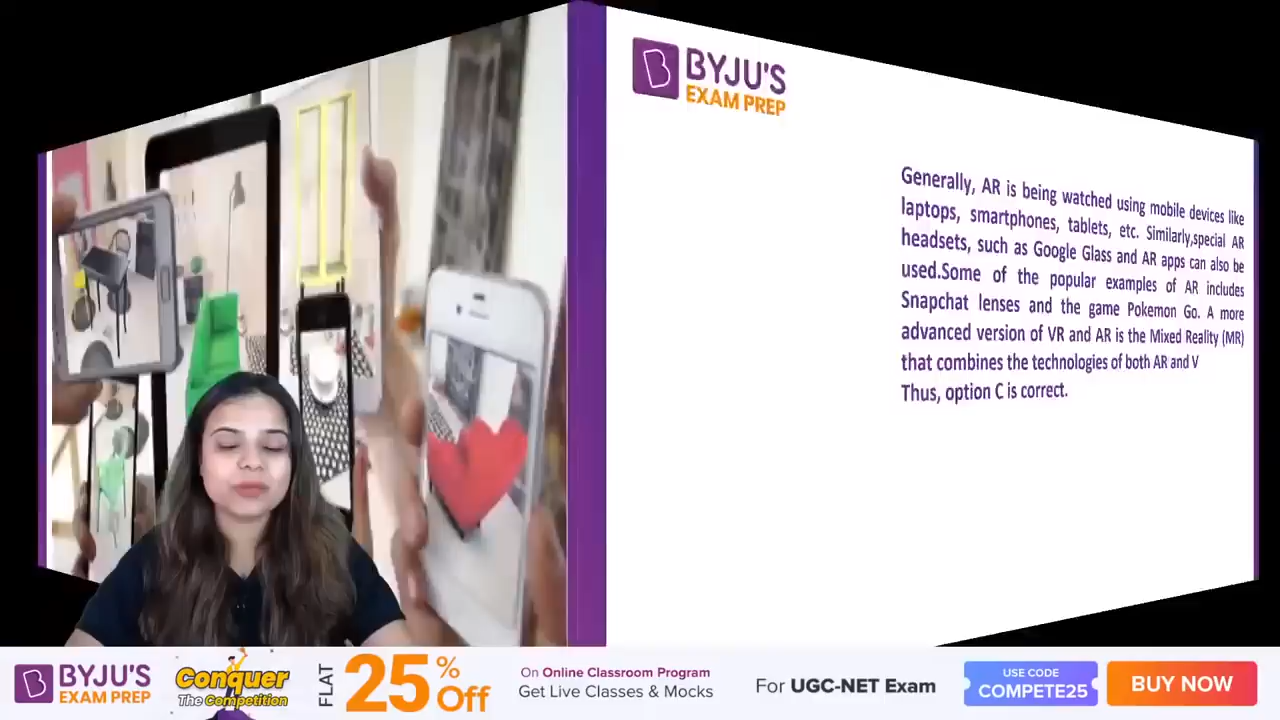 BYJU'S
EXAM PREP
Generally, AR is being watched using mobile devices like
laptops, smartphones, tablets, etc. Similarly,special AR
headsets, such as Google Glass and AR apps can also be
used.Some of the popular examples of AR includes
Snapchat lenses and the game Pokemon Go. A more
advanced version of VR and AR is the Mixed Reality (MR)
that combines the technologies of both AR and V
Thus, option C is correct.
BYJU'S
EXAM PREP
Conquer
The Competition
FLAT
25% Off
On Online Classroom Program
Get Live Classes & Mocks
For UGC-NET Exam
USE CODE
COMPETE25
BUY NOW